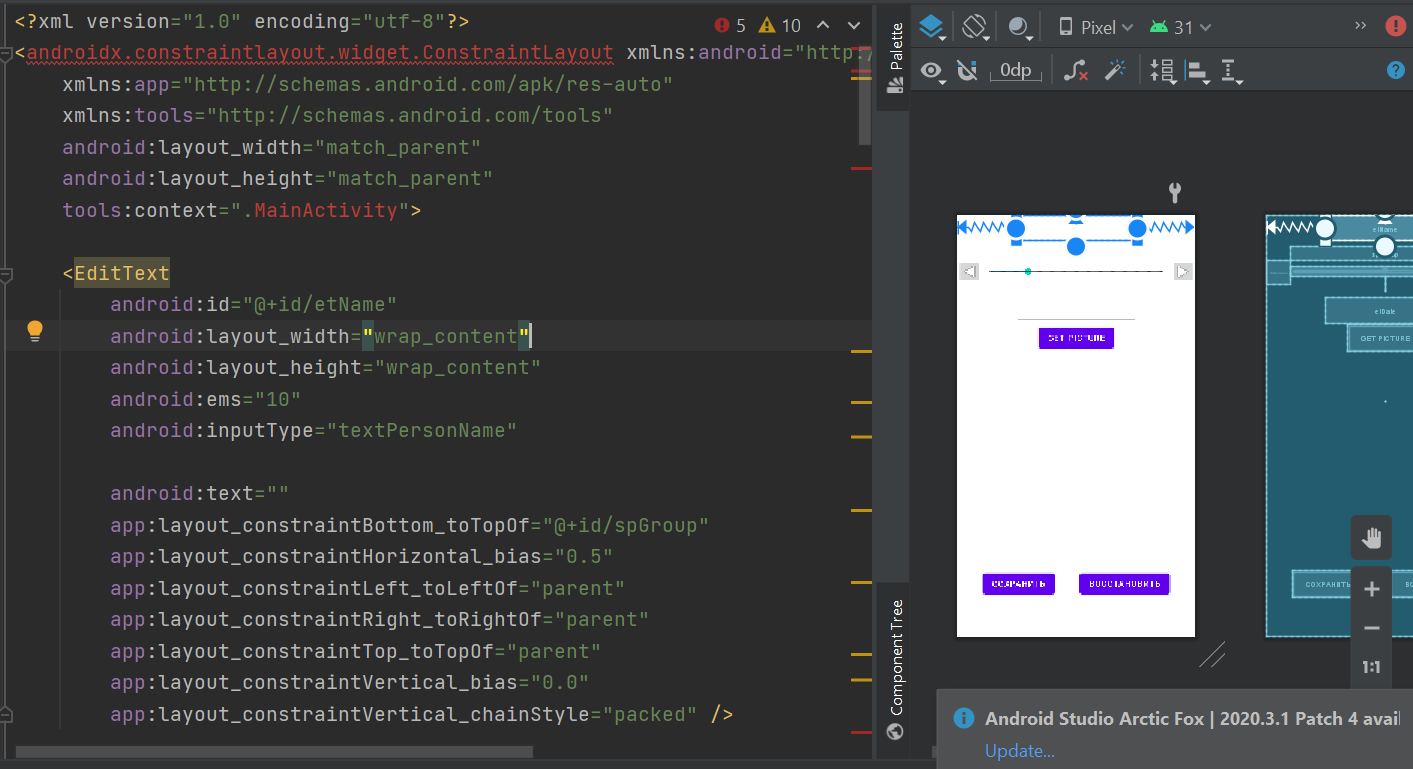 <?xml version="1.0" encoding="utf-8"?>
5 10
<androidx.constraintlayout.widget.ConstraintLayout xmlns:android="http:/
xmlns:app="http://schemas.android.com/apk/res-auto"
xmlns:tools="http://schemas.android.com/tools"
android:layout_width="match_parent"
android:layout_height="match_parent"
tools:context=".MainActivity">
<EditText
android:id="@+id/etName"
android:layout_width="wrap_content"
android:layout_height="wrap_content"
android:ems="10"
android:inputType="textPersonName"
android:text=""
app:layout_constraintBottom_toTopOf="@+id/spGroup"
app:layout_constraintHorizontal_bias="0.5"
app:layout_constraintLeft_toLeftOf="parent"
app:layout_constraintRight_toRightOf="parent"
app:layout_constraintTop_toTopOf="parent"
app:layout_constraintVertical_bias="0.0"
app:layout_constraintVertical_chainStyle="packed" />
Palette
Component Tree
Pixel 31
0dp
GET PICTURE
СОХРАНИТЬ ВОССТАНОВИТЬ
etName
etDate
GET PICTURE
СОХРАНИТЬ
1:1
Android Studio Arctic Fox | 2020.3.1 Patch 4 avail
Update...